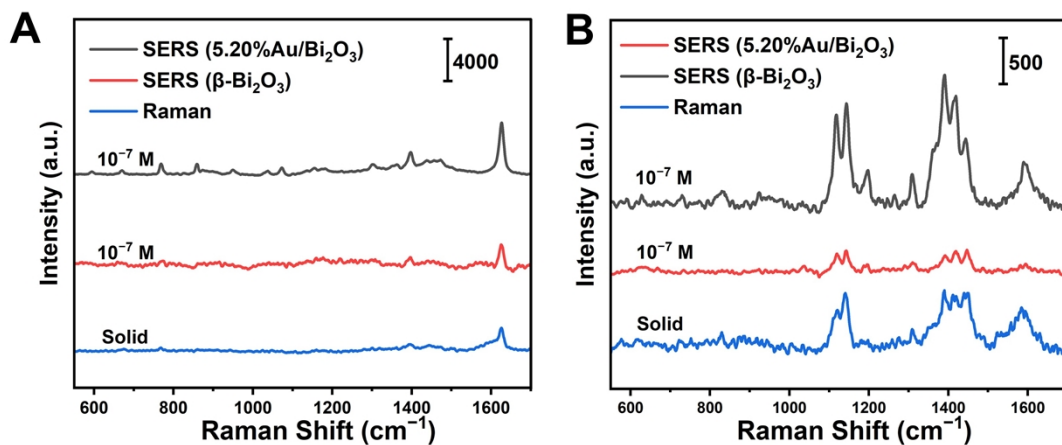 A
SERS (5.20%Au/Bi₂O₃)
SERS (β-Bi₂O₃)
Raman
4000
10⁻⁷ M
10⁻⁷ M
Solid
Intensity (a.u.)
600 800 1000 1200 1400 1600
Raman Shift (cm⁻¹)
B
SERS (5.20%Au/Bi₂O₃)
SERS (β-Bi₂O₃)
Raman
500
10⁻⁷ M
10⁻⁷ M
Solid
Intensity (a.u.)
600 800 1000 1200 1400 1600
Raman Shift (cm⁻¹)